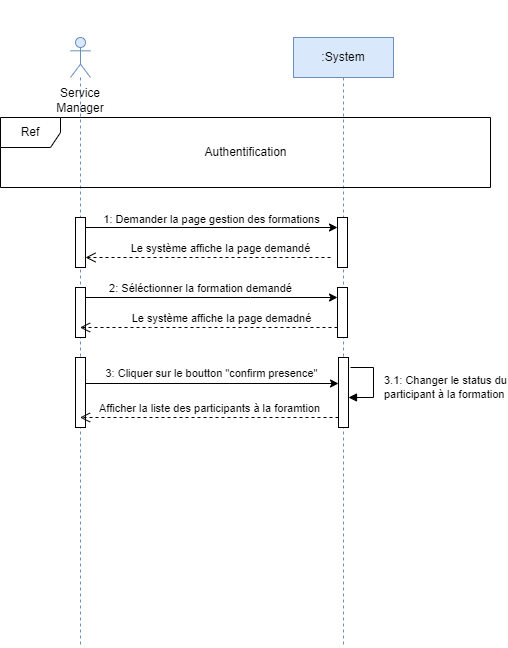 :System
Service
Manager
Ref
Authentification
1: Demander la page gestion des formations
Le système affiche la page demandé
2: Séléctionner la formation demandé
Le système affiche la page demadné
3: Cliquer sur le boutton "confirm presence"
3.1: Changer le status du
participant à la formation
Afficher la liste des participants à la foramtion